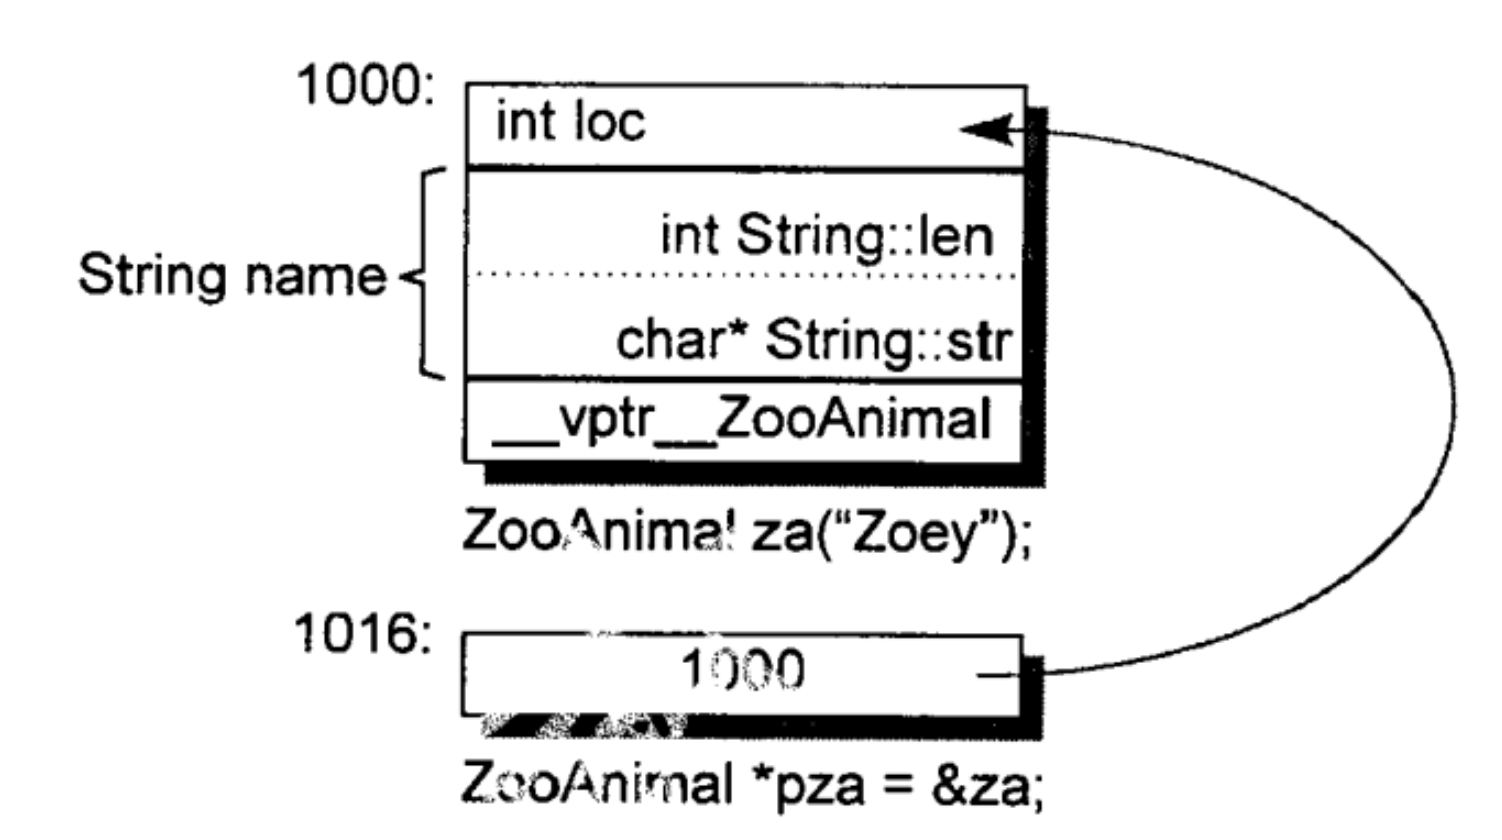 1000:
int loc
int String::len
String name
char* String::str
__vptr__ZooAnimal
ZooAnimal za(“Zoey”);
1016:
1000
ZooAnimal *pza = &za;